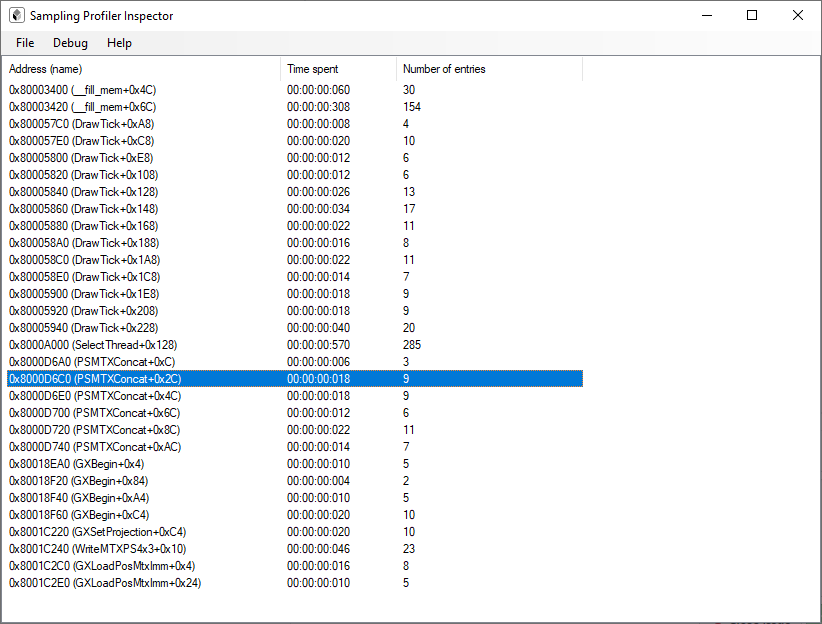 Sampling Profiler Inspector
File Debug Help
Address (name) Time spent Number of entries
0x80003400 (__fill_mem+0x4C) 00:00:00:060 30
0x80003420 (__fill_mem+0x6C) 00:00:00:308 154
0x800057C0 (DrawTick+0xA8) 00:00:00:008 4
0x800057E0 (DrawTick+0xC8) 00:00:00:020 10
0x80005800 (DrawTick+0xE8) 00:00:00:012 6
0x80005820 (DrawTick+0x108) 00:00:00:012 6
0x80005840 (DrawTick+0x128) 00:00:00:026 13
0x80005860 (DrawTick+0x148) 00:00:00:034 17
0x80005880 (DrawTick+0x168) 00:00:00:022 11
0x800058A0 (DrawTick+0x188) 00:00:00:016 8
0x800058C0 (DrawTick+0x1A8) 00:00:00:022 11
0x800058E0 (DrawTick+0x1C8) 00:00:00:014 7
0x80005900 (DrawTick+0x1E8) 00:00:00:018 9
0x80005920 (DrawTick+0x208) 00:00:00:018 9
0x80005940 (DrawTick+0x228) 00:00:00:040 20
0x8000A000 (SelectThread+0x128) 00:00:00:570 285
0x8000D6A0 (PSMTXConcat+0xC) 00:00:00:006 3
0x8000D6C0 (PSMTXConcat+0x2C) 00:00:00:018 9
0x8000D6E0 (PSMTXConcat+0x4C) 00:00:00:018 9
0x8000D700 (PSMTXConcat+0x6C) 00:00:00:012 6
0x8000D720 (PSMTXConcat+0x8C) 00:00:00:022 11
0x8000D740 (PSMTXConcat+0xAC) 00:00:00:014 7
0x80018EA0 (GXBegin+0x4) 00:00:00:010 5
0x80018F20 (GXBegin+0x84) 00:00:00:004 2
0x80018F40 (GXBegin+0xA4) 00:00:00:010 5
0x80018F60 (GXBegin+0xC4) 00:00:00:020 10
0x8001C220 (GXSetProjection+0xC4) 00:00:00:020 10
0x8001C240 (WriteMTXPS4x3+0x10) 00:00:00:046 23
0x8001C2C0 (GXLoadPosMtxImm+0x4) 00:00:00:016 8
0x8001C2E0 (GXLoadPosMtxImm+0x24) 00:00:00:010 5